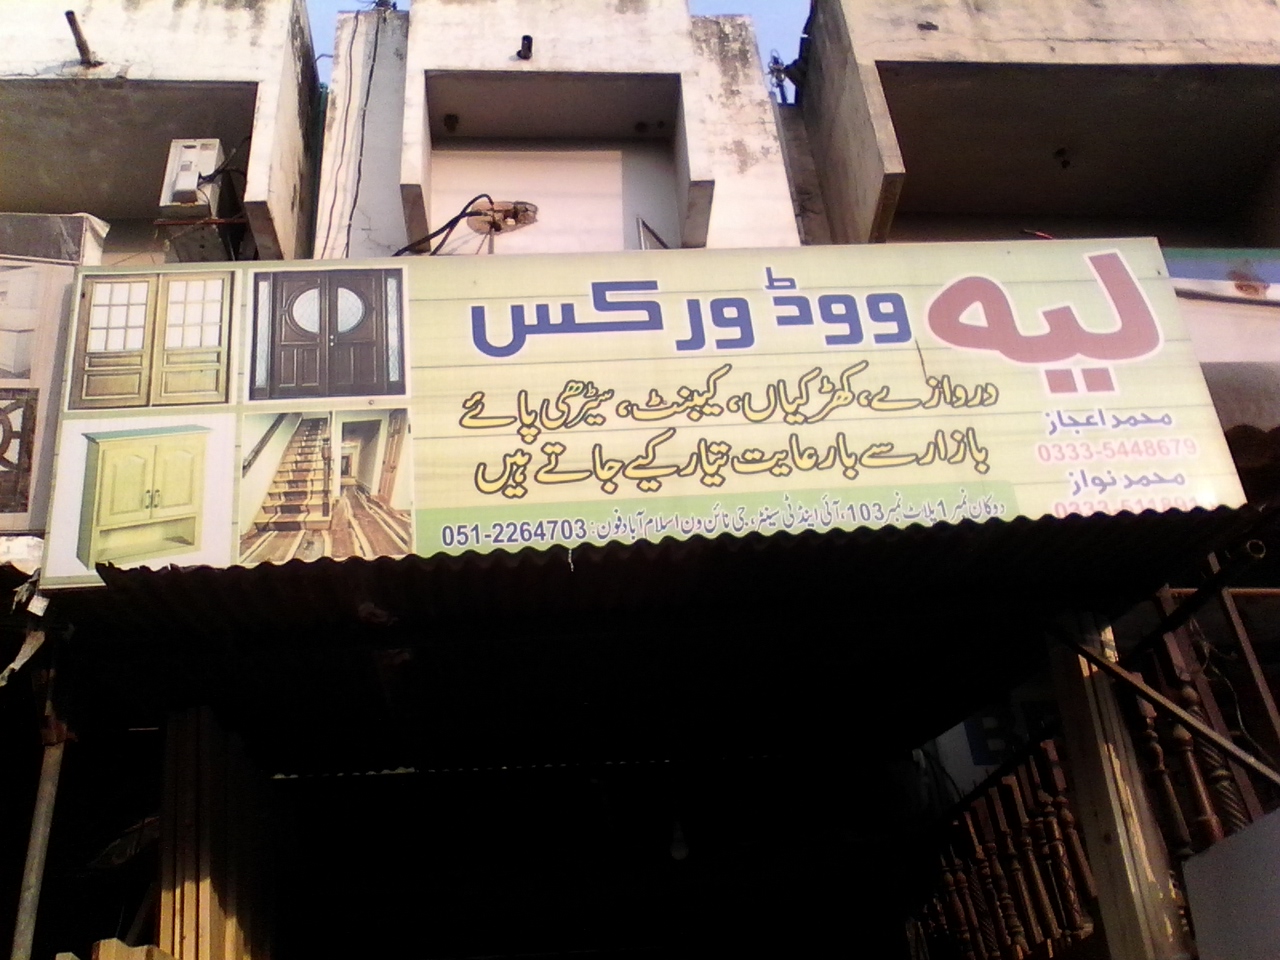 لیہ ووڈ ورکس
دروازے، کھڑکیاں، کیبنٹ، سیڑھی پائے
بازار سے بارعایت تیار کیے جاتے ہیں
محمد اعجاز
0333-5448679
محمد نواز
دوکان نمبر 1 پلاٹ نمبر 103، آئی اینڈ ٹی سینٹر، جی نائن ون اسلام آباد فون: 051-2264703